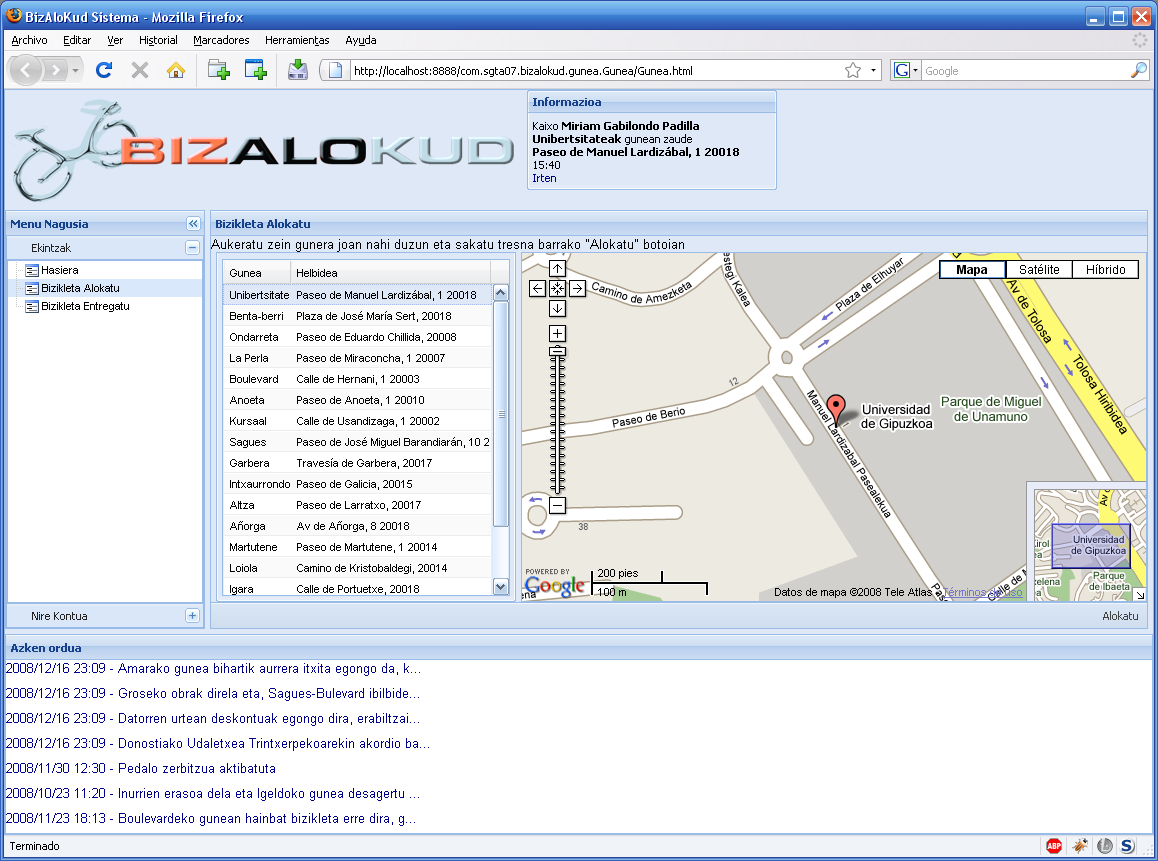 BizAloKud Sistema - Mozilla Firefox
Archivo Editar Ver Historial Marcadores Herramientas Ayuda
http://localhost:8888/com.sgta07.bizalokud.gunea.Gunea/Gunea.html
Google
BIZALOKUD
Informazioa
Kaixo Miriam Gabilondo Padilla
Unibertsitateak gunean zaude
Paseo de Manuel Lardizábal, 1 20018
15:40
Irten
Menu Nagusia
Ekintzak
Hasiera
Bizikleta Alokatu
Bizikleta Entregatu
Nire Kontua
Bizikleta Alokatu
Aukeratu zein gunera joan nahi duzun eta sakatu tresna barrako "Alokatu" botoian
Gunea Helbidea
Unibertsitate Paseo de Manuel Lardizábal, 1 20018
Benta-berri Plaza de José María Sert, 20018
Ondarreta Paseo de Eduardo Chillida, 20008
La Perla Paseo de Miraconcha, 1 20007
Boulevard Calle de Hernani, 1 20003
Anoeta Paseo de Anoeta, 1 20010
Kursaal Calle de Usandizaga, 1 20002
Sagues Paseo de José Miguel Barandiarán, 10 2
Garbera Travesía de Garbera, 20017
Intxaurrondo Paseo de Galicia, 20015
Altza Paseo de Larratxo, 20017
Añorga Av de Añorga, 8 20018
Martutene Paseo de Martutene, 1 20014
Loiola Camino de Kristobaldegi, 20014
Igara Calle de Portuetxe, 20018
Mapa Satélite Híbrido
Camino de Amezketa
stegi Kalea
Plaza de Elhuyar
Av de Tolosa
Tolosa Hiribidea
12
Paseo de Berio
Manuel Lardizabal Pasealekua
Universidad
de Gipuzkoa
Parque de Miguel
de Unamuno
38
POWERED BY
Google
200 pies
100 m
Datos de mapa ©2008 Tele Atlas - Términos de uso
Calle de M
Universidad
de Gipuzkoa
Parque
de Ibaeta
Av
Alokatu
Azken ordua
2008/12/16 23:09 - Amarako gunea bihartik aurrera itxita egongo da, k...
2008/12/16 23:09 - Groseko obrak direla eta, Sagues-Bulevard ibilbide...
2008/12/16 23:09 - Datorren urtean deskontuak egongo dira, erabiltzai...
2008/12/16 23:09 - Donostiako Udaletxea Trintxerpekoarekin akordio ba...
2008/11/30 12:30 - Pedalo zerbitzua aktibatuta
2008/10/23 11:20 - Inurrien erasoa dela eta Igeldoko gunea desagertu ...
2008/11/23 18:13 - Boulevardeko gunean hainbat bizikleta erre dira, g...
Terminado
ABP